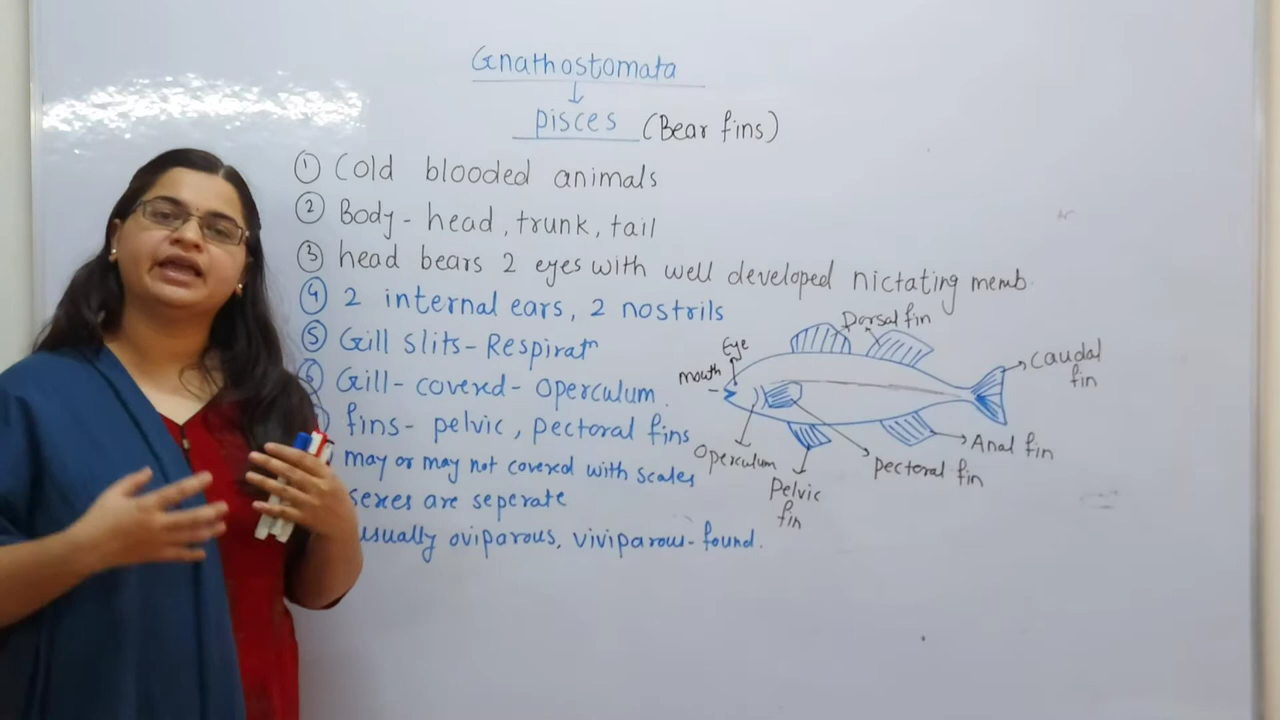 Gnathostomata
↓
Pisces (Bear fins)
① Cold blooded animals
② Body - head, trunk, tail
③ head bears 2 eyes with well developed nictating memb.
④ 2 internal ears, 2 nostrils
⑤ Gill slits - Respiratⁿ
⑥ Gill - covered - operculum.
fins - pelvic, pectoral fins
may or may not covered with scales
sexes are seperate
usually oviparous, viviparous - found.
Dorsal fin
Eye
mouth
Caudal
fin
Anal fin
Operculum
pectoral fin
Pelvic
fin